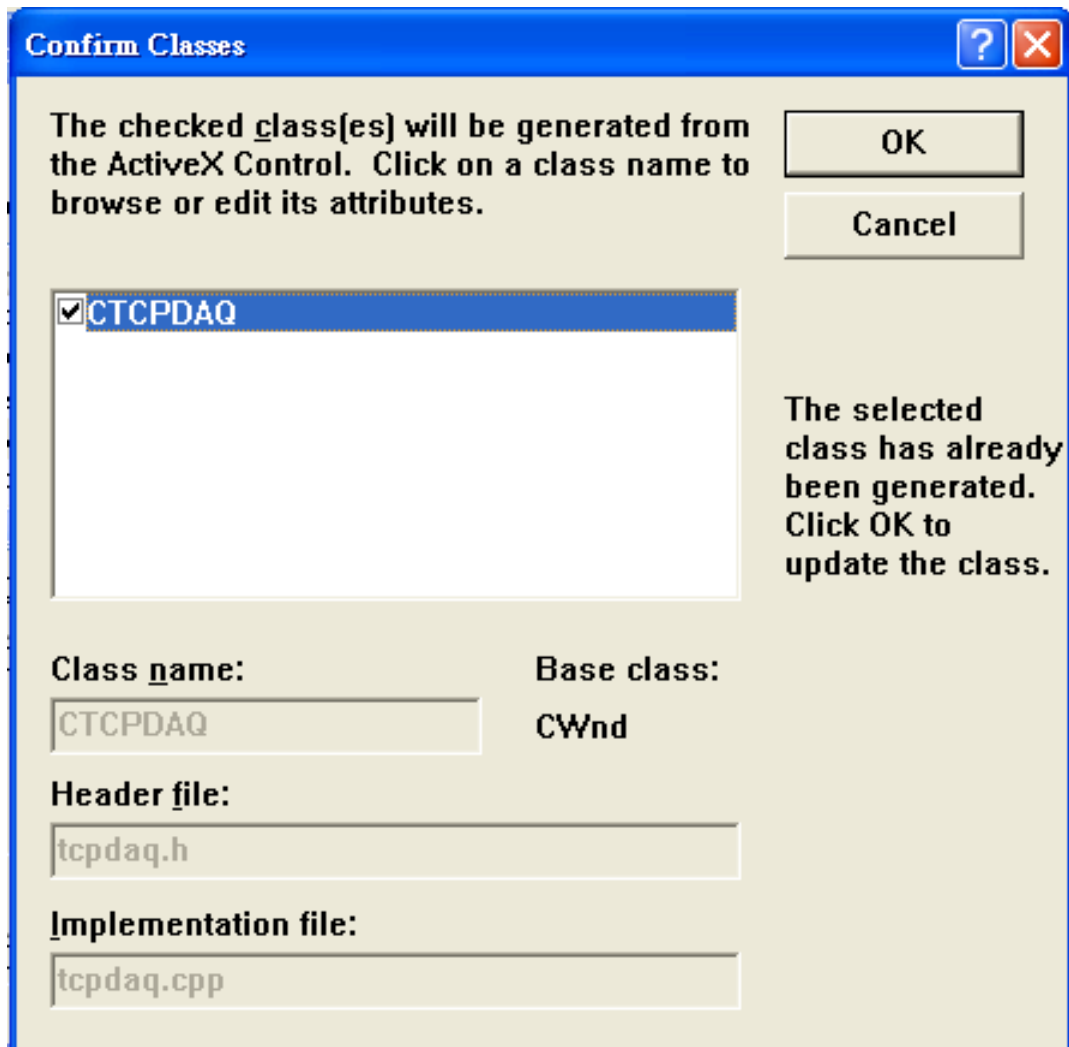 Confirm Classes
The checked class(es) will be generated from
the ActiveX Control.  Click on a class name to
browse or edit its attributes.
OK
Cancel
CTCPDAQ
The selected
class has already
been generated.
Click OK to
update the class.
Class name:
Base class:
CTCPDAQ
CWnd
Header file:
tcpdaq.h
Implementation file:
tcpdaq.cpp